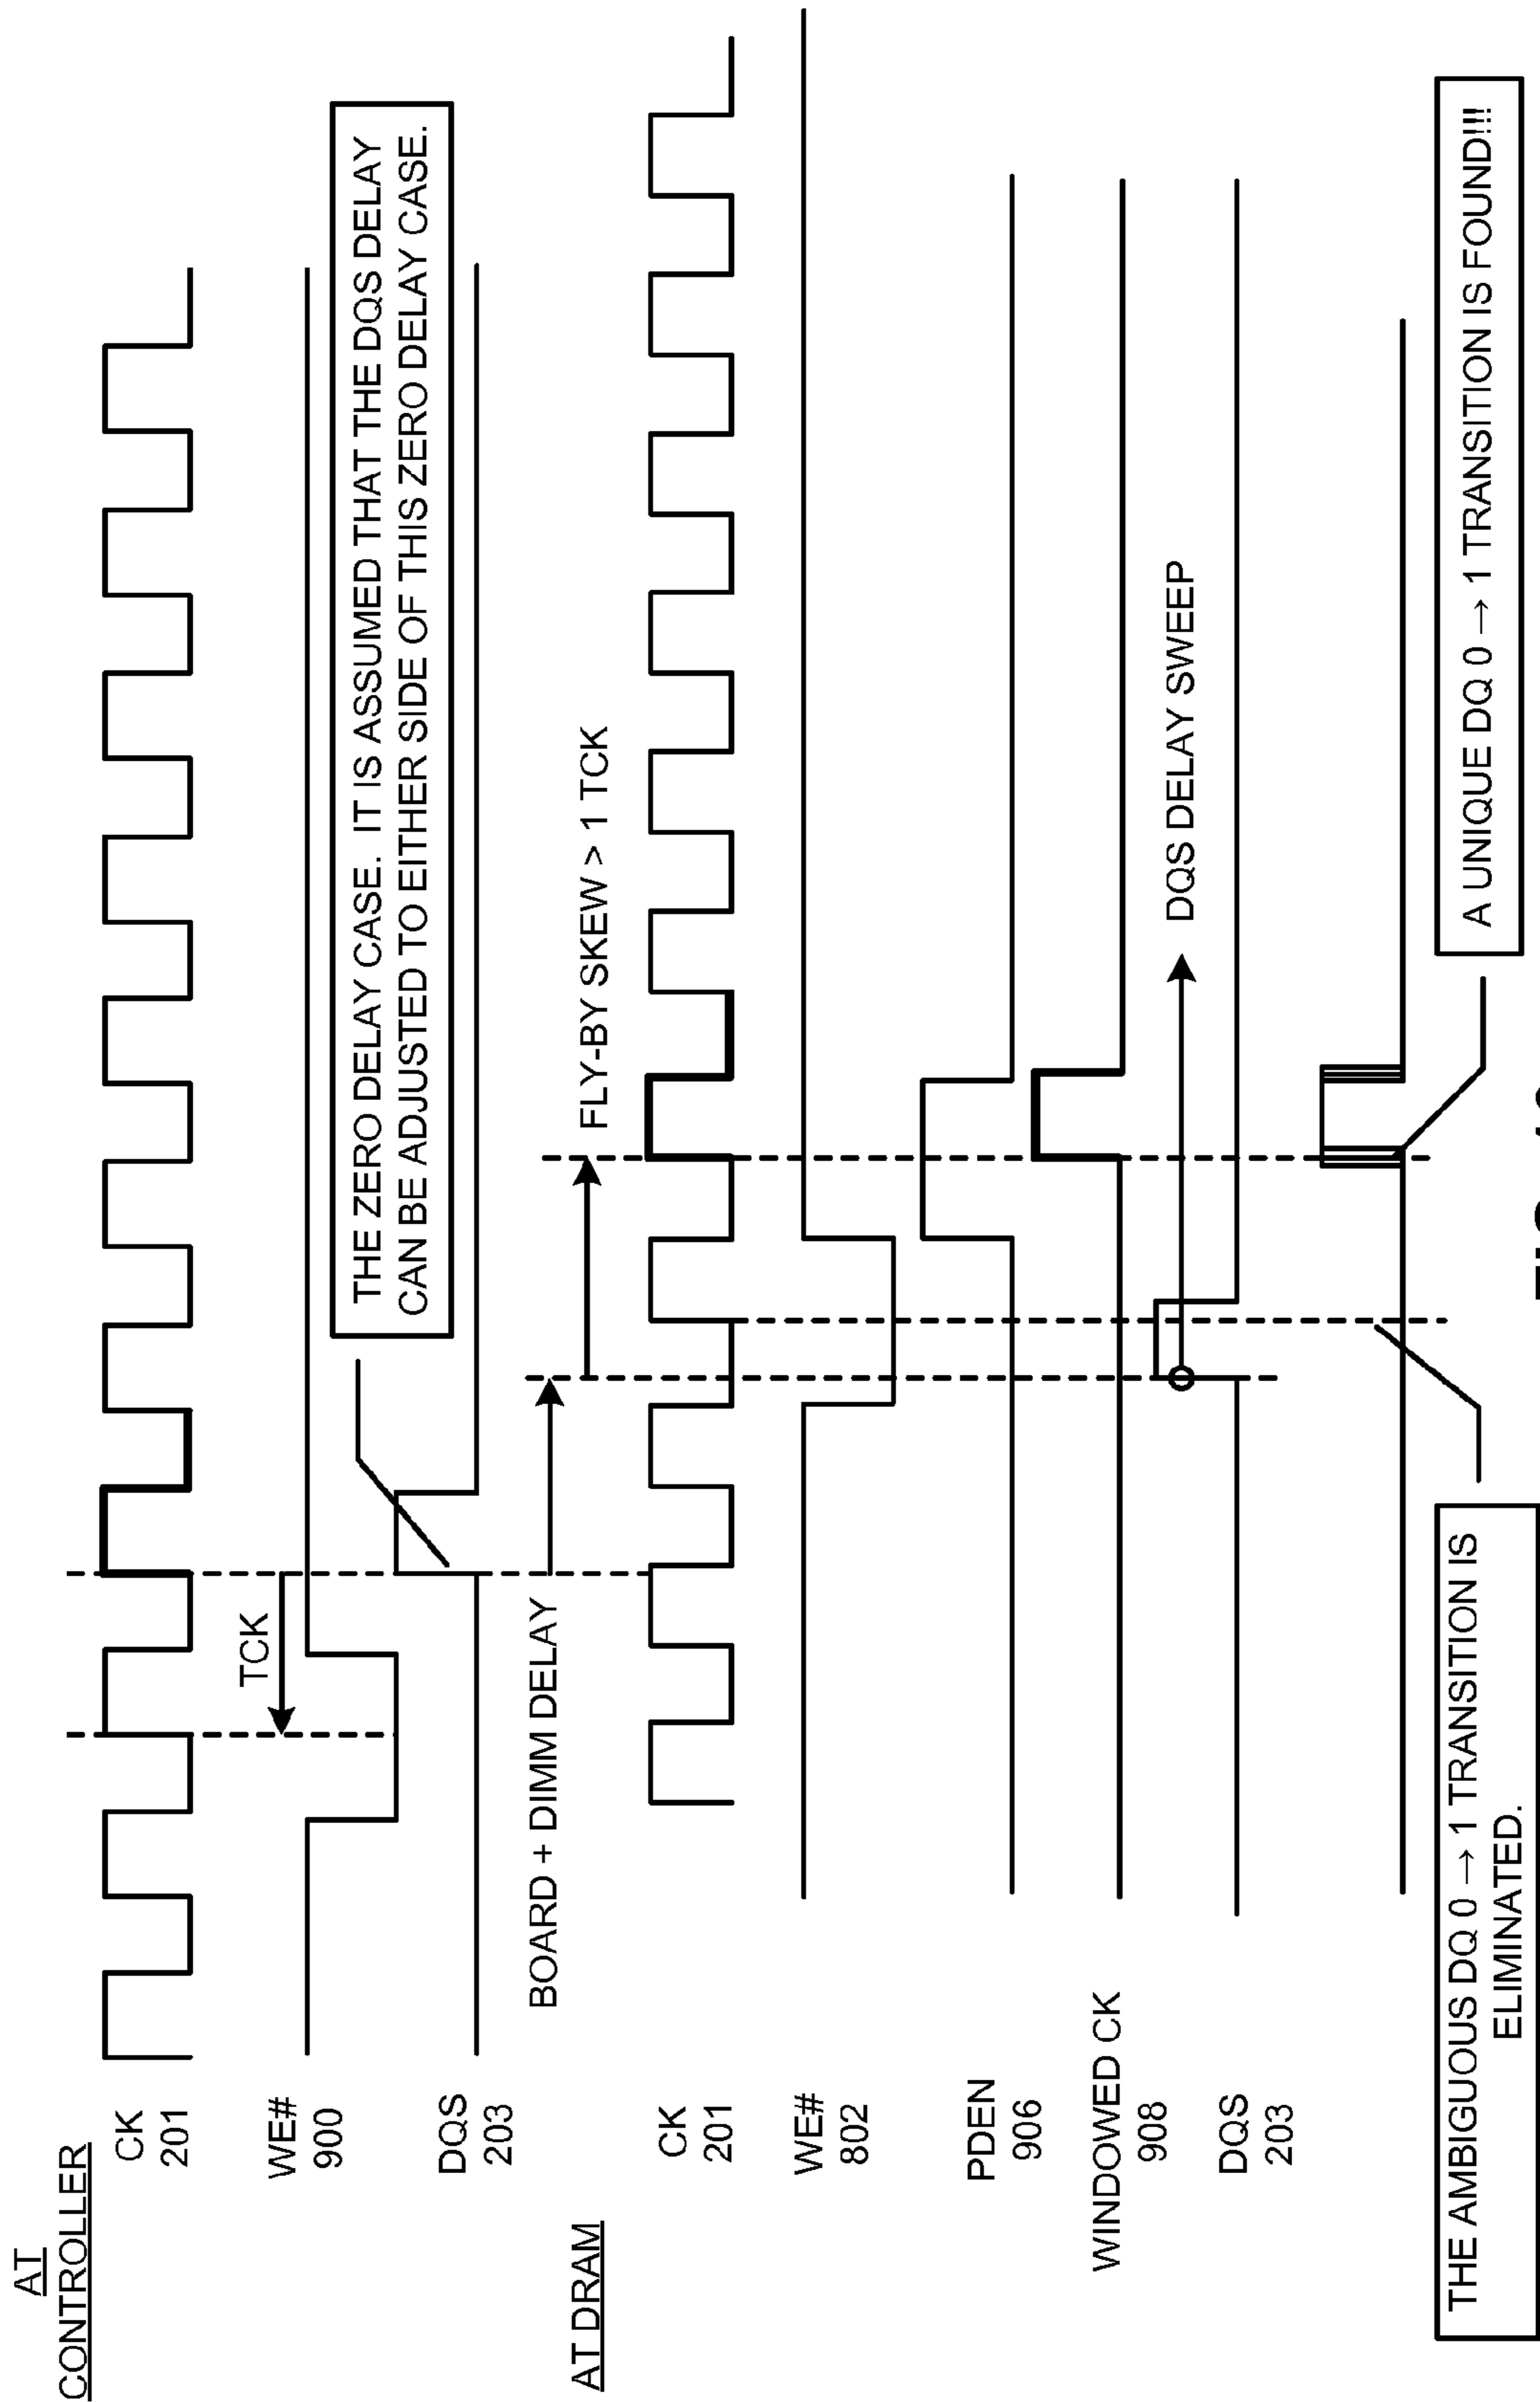 AT
CONTROLLER
CK
201
WE#
900
DQS
203
TCK
THE ZERO DELAY CASE. IT IS ASSUMED THAT THE DQS DELAY
CAN BE ADJUSTED TO EITHER SIDE OF THIS ZERO DELAY CASE.
BOARD + DIMM DELAY
FLY-BY SKEW > 1 TCK
AT DRAM
CK
201
WE#
802
PDEN
906
WINDOWED CK
908
DQS
203
DQS DELAY SWEEP
THE AMBIGUOUS DQ 0 → 1 TRANSITION IS
ELIMINATED.
A UNIQUE DQ 0 → 1 TRANSITION IS FOUND!!!